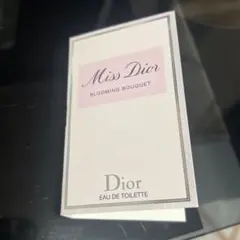 Miss Dior
BLOOMING BOUQUET
Dior
EAU DE TOILETTE